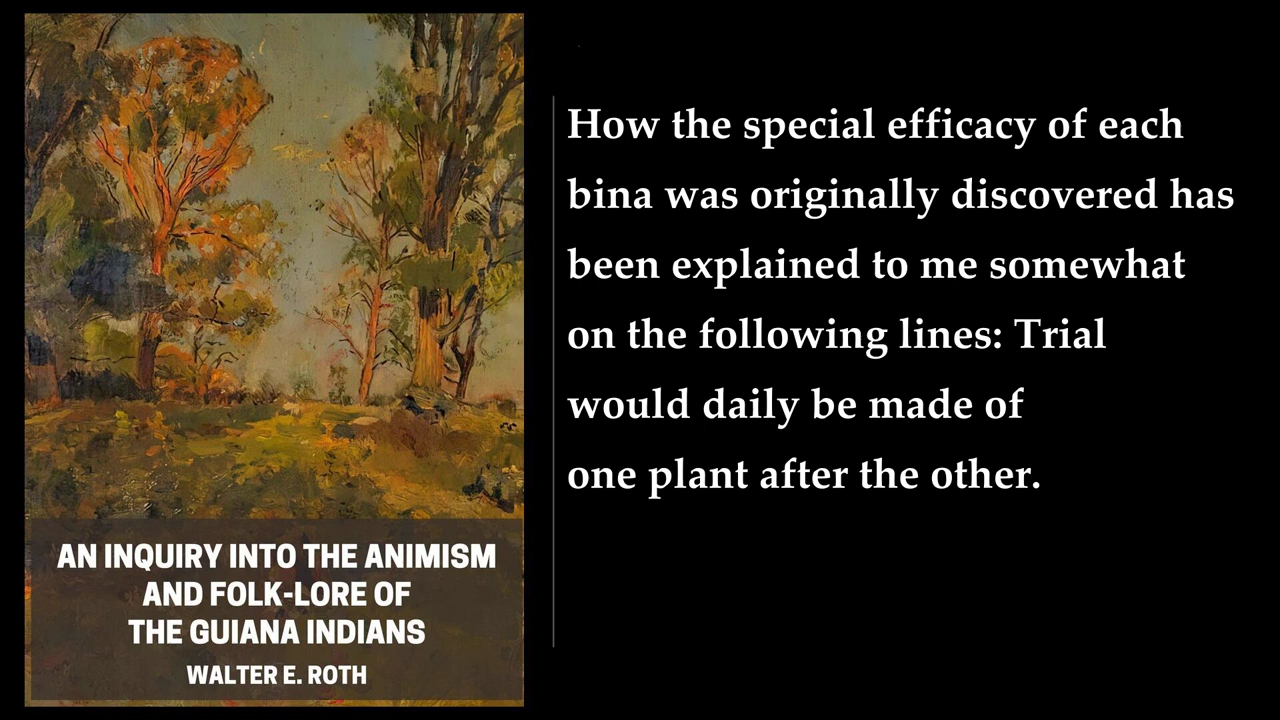 How the special efficacy of each
bina was originally discovered has
been explained to me somewhat
on the following lines: Trial
would daily be made of
one plant after the other.
AN INQUIRY INTO THE ANIMISM
AND FOLK-LORE OF
THE GUIANA INDIANS
WALTER E. ROTH